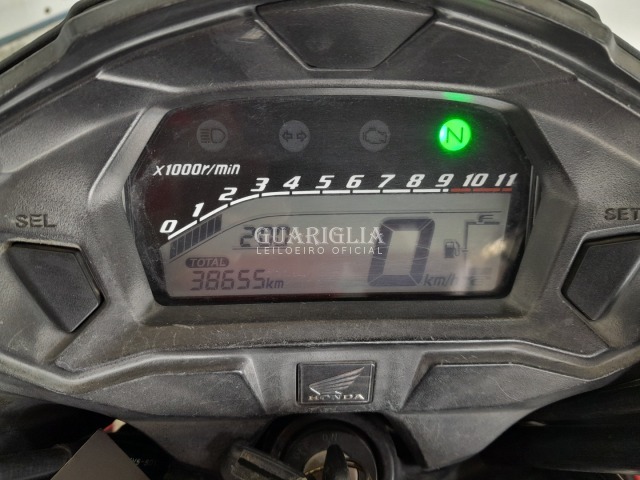 N
x1000r/min
0 1 2 3 4 5 6 7 8 9 10 11
SEL
SET
GUARIGLIA
LEILOEIRO OFICIAL
0
km/h
TOTAL
38655km
HONDA